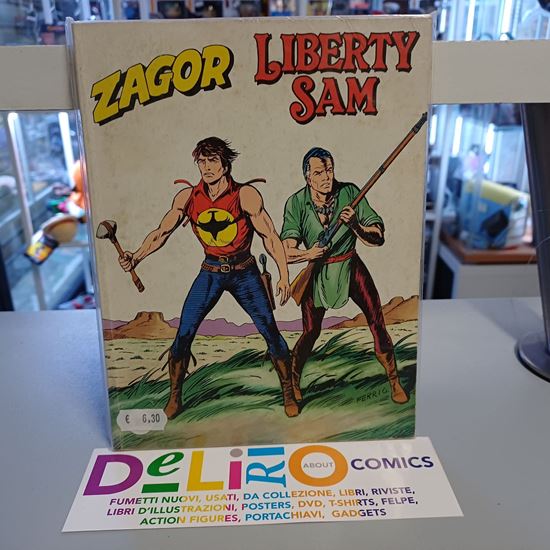 ZAGOR
LIBERTY
SAM
FERRI G.
€ 6,30
DeLiRiO ABOUT COMICS
FUMETTI NUOVI, USATI, DA COLLEZIONE, LIBRI, RIVISTE,
LIBRI D'ILLUSTRAZIONI, POSTERS, DVD, T-SHIRTS, FELPE,
ACTION FIGURES, PORTACHIAVI, GADGETS